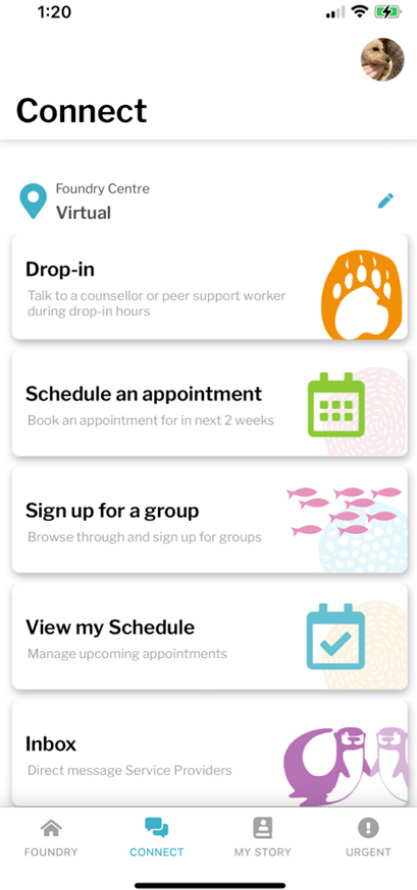 1:20
Connect
Foundry Centre
Virtual
Drop-in
Talk to a counsellor or peer support worker
during drop-in hours
Schedule an appointment
Book an appointment for in next 2 weeks
Sign up for a group
Browse through and sign up for groups
View my Schedule
Manage upcoming appointments
Inbox
Direct message Service Providers
FOUNDRY CONNECT MY STORY URGENT